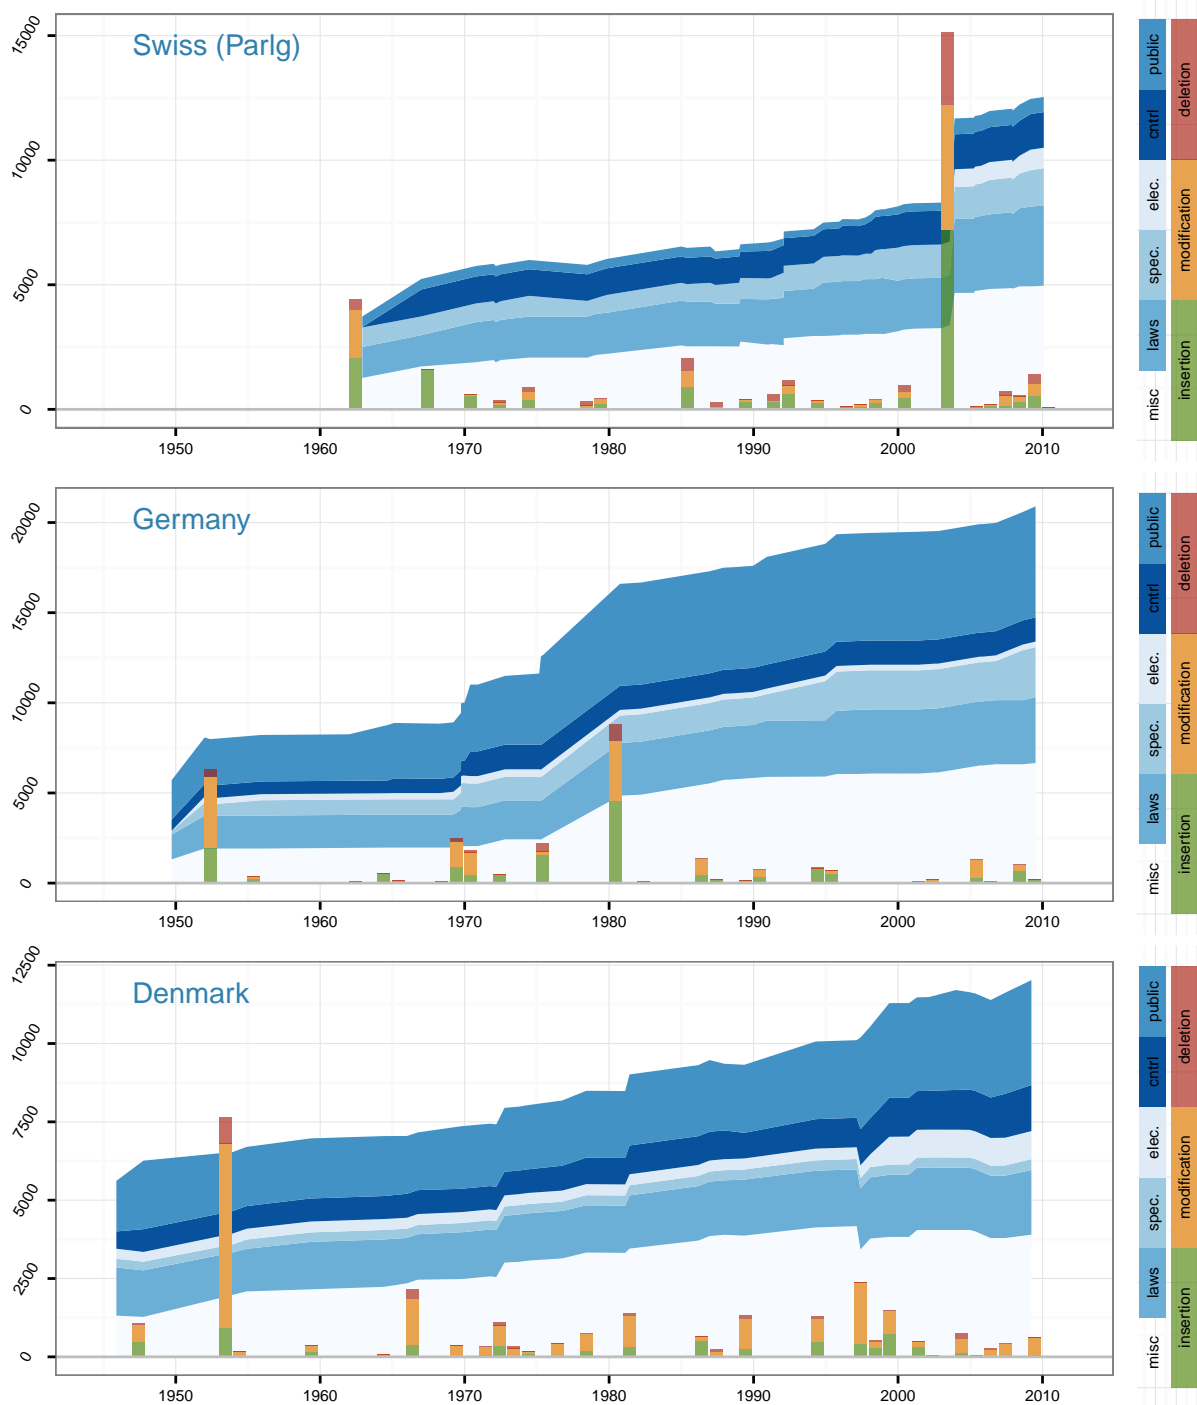 Swiss (Parlg)
15000
10000
5000
0
1950 1960 1970 1980 1990 2000 2010
public
cntrl
elec.
spec.
laws
misc
deletion
modification
insertion
Germany
20000
15000
10000
5000
0
1950 1960 1970 1980 1990 2000 2010
public
cntrl
elec.
spec.
laws
misc
deletion
modification
insertion
Denmark
12500
10000
7500
5000
2500
0
1950 1960 1970 1980 1990 2000 2010
public
cntrl
elec.
spec.
laws
misc
deletion
modification
insertion